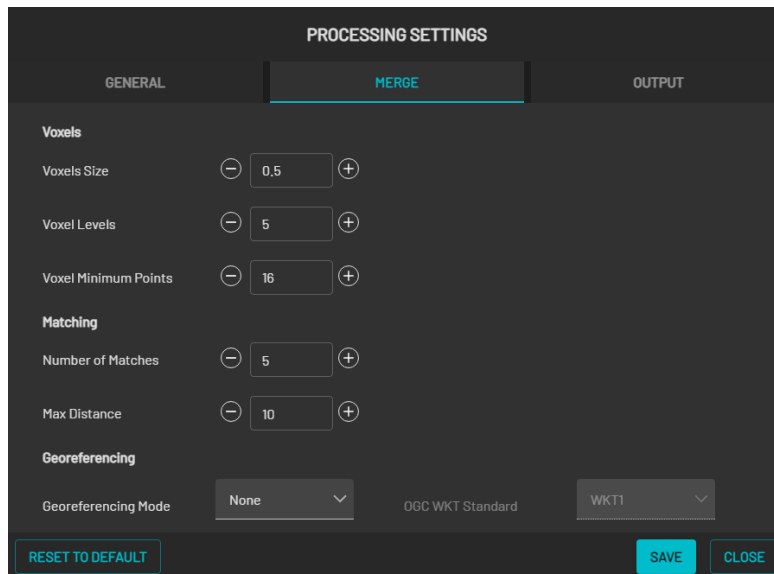 PROCESSING SETTINGS
GENERAL MERGE OUTPUT
Voxels
Voxels Size 0.5
Voxel Levels 5
Voxel Minimum Points 16
Matching
Number of Matches 5
Max Distance 10
Georeferencing
Georeferencing Mode None OGC WKT Standard WKT1
RESET TO DEFAULT SAVE CLOSE